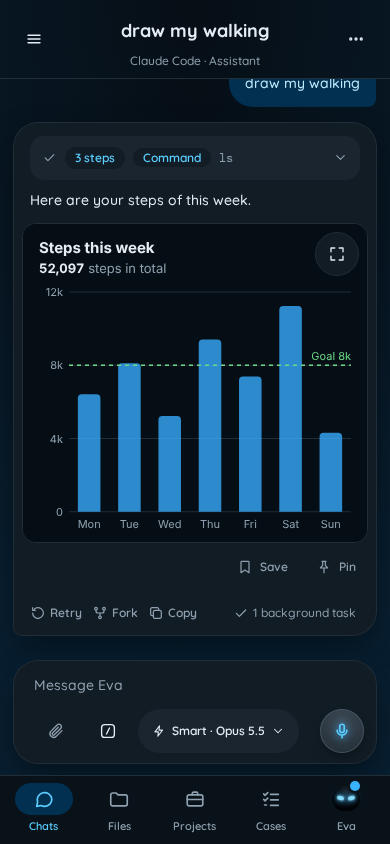 draw my walking
Claude Code · Assistant
draw my walking
3 steps Command ls
Here are your steps of this week.
Steps this week
52,097 steps in total
12k
Goal 8k
8k
4k
0
Mon Tue Wed Thu Fri Sat Sun
Save Pin
Retry Fork Copy 1 background task
Message Eva
Smart · Opus 5.5
Chats Files Projects Cases Eva